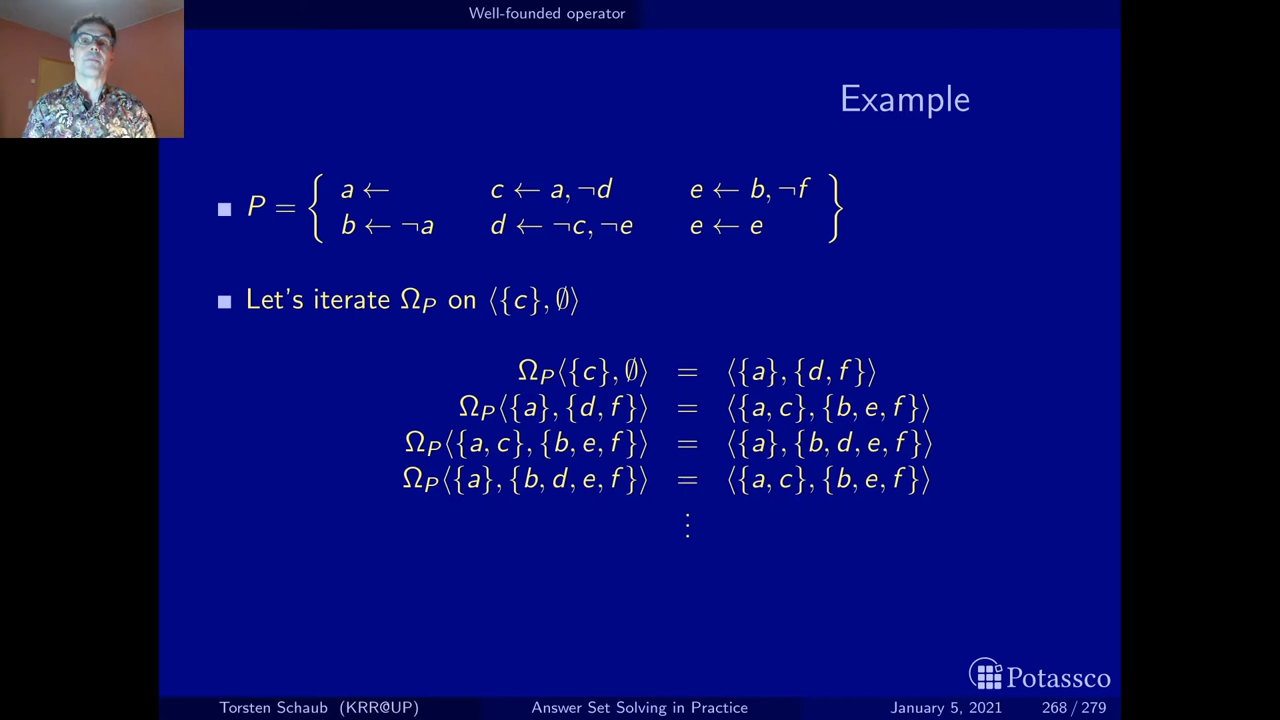 Well-founded operator
Example
P = { a ← c ← a, ¬d e ← b, ¬f
b ← ¬a d ← ¬c, ¬e e ← e }
Let's iterate Ω_P on ⟨{c}, ∅⟩
Ω_P⟨{c}, ∅⟩ = ⟨{a}, {d, f}⟩
Ω_P⟨{a}, {d, f}⟩ = ⟨{a, c}, {b, e, f}⟩
Ω_P⟨{a, c}, {b, e, f}⟩ = ⟨{a}, {b, d, e, f}⟩
Ω_P⟨{a}, {b, d, e, f}⟩ = ⟨{a, c}, {b, e, f}⟩
⋮
Potassco
Torsten Schaub (KRR@UP) Answer Set Solving in Practice January 5, 2021 268 / 279